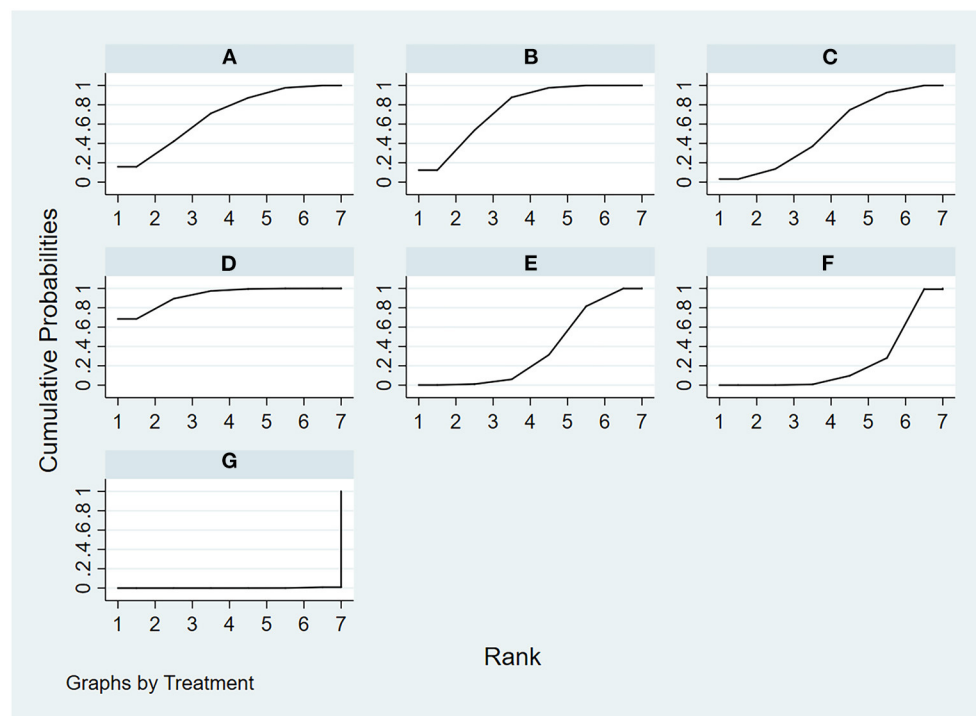 A
B
C
0 .2 .4 .6 .8 1
1 2 3 4 5 6 7
0 .2 .4 .6 .8 1
1 2 3 4 5 6 7
0 .2 .4 .6 .8 1
1 2 3 4 5 6 7
D
E
F
0 .2 .4 .6 .8 1
1 2 3 4 5 6 7
0 .2 .4 .6 .8 1
1 2 3 4 5 6 7
0 .2 .4 .6 .8 1
1 2 3 4 5 6 7
G
0 .2 .4 .6 .8 1
1 2 3 4 5 6 7
Cumulative Probabilities
Rank
Graphs by Treatment